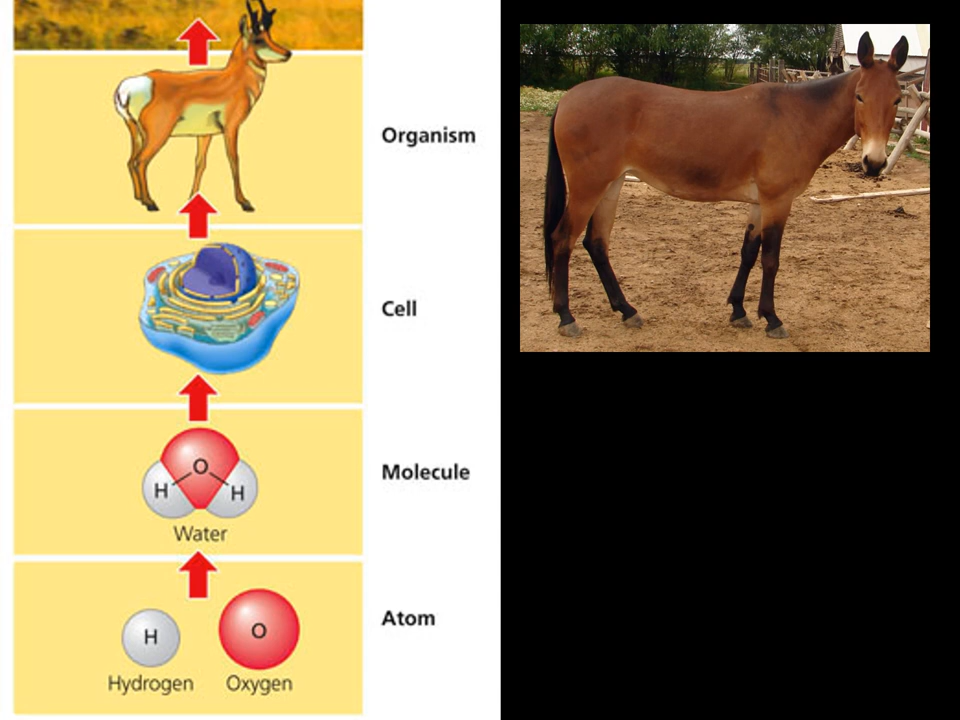 Organism
Cell
O
H
H
Molecule
Water
H
O
Atom
Hydrogen
Oxygen